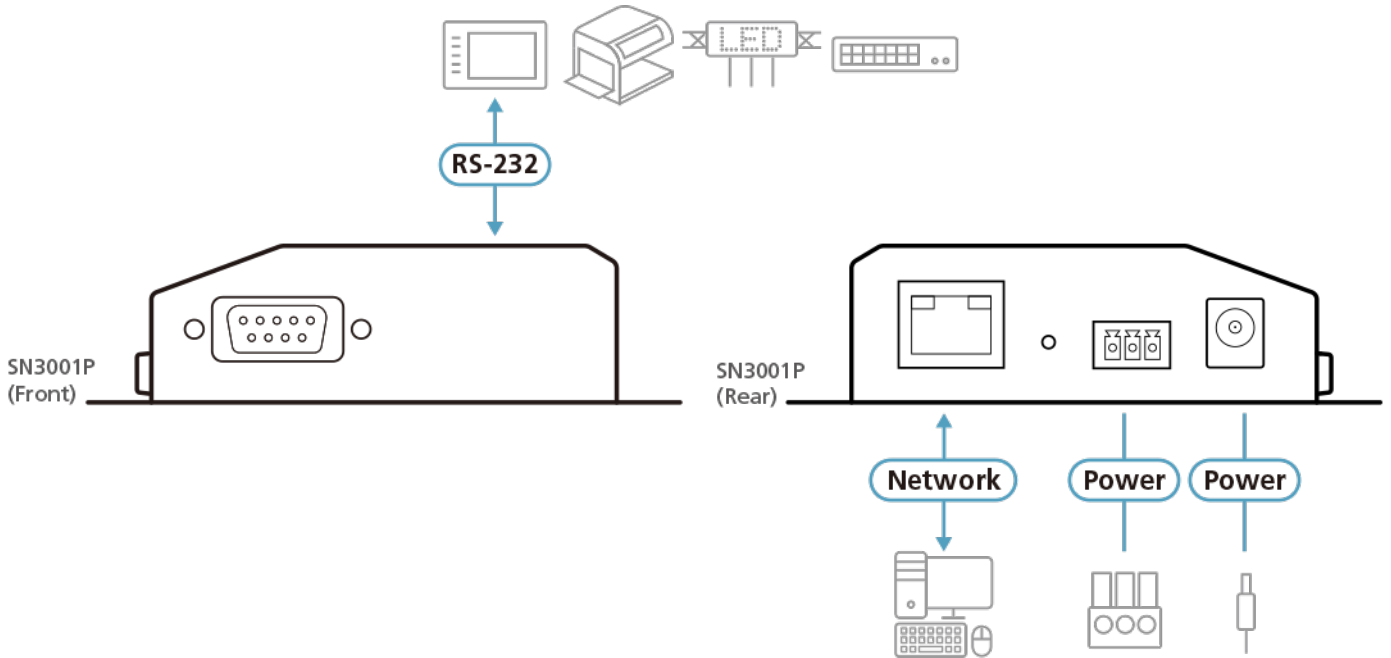 LED
RS-232
SN3001P
(Front)
SN3001P
(Rear)
Network
Power
Power